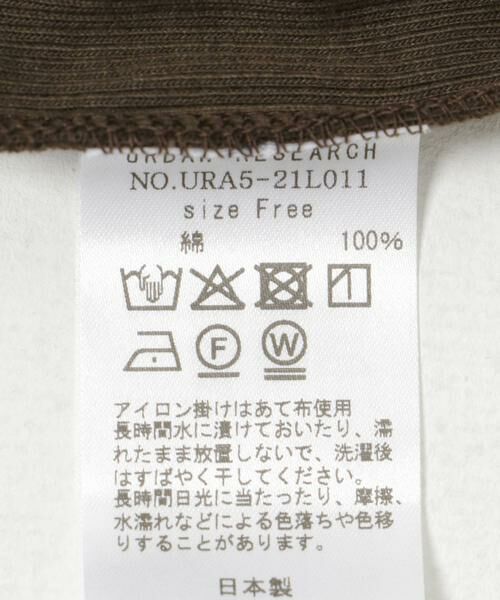 URBAN RESEARCH
NO.URA5-21L011
size Free
綿 100%
F W
アイロン掛けはあて布使用
長時間水に漬けておいたり、濡
れたまま放置しないで、洗濯後
はすばやく干してください。
長時間日光に当たったり、摩擦、
水濡れなどによる色落ちや色移
りすることがあります。
日本製